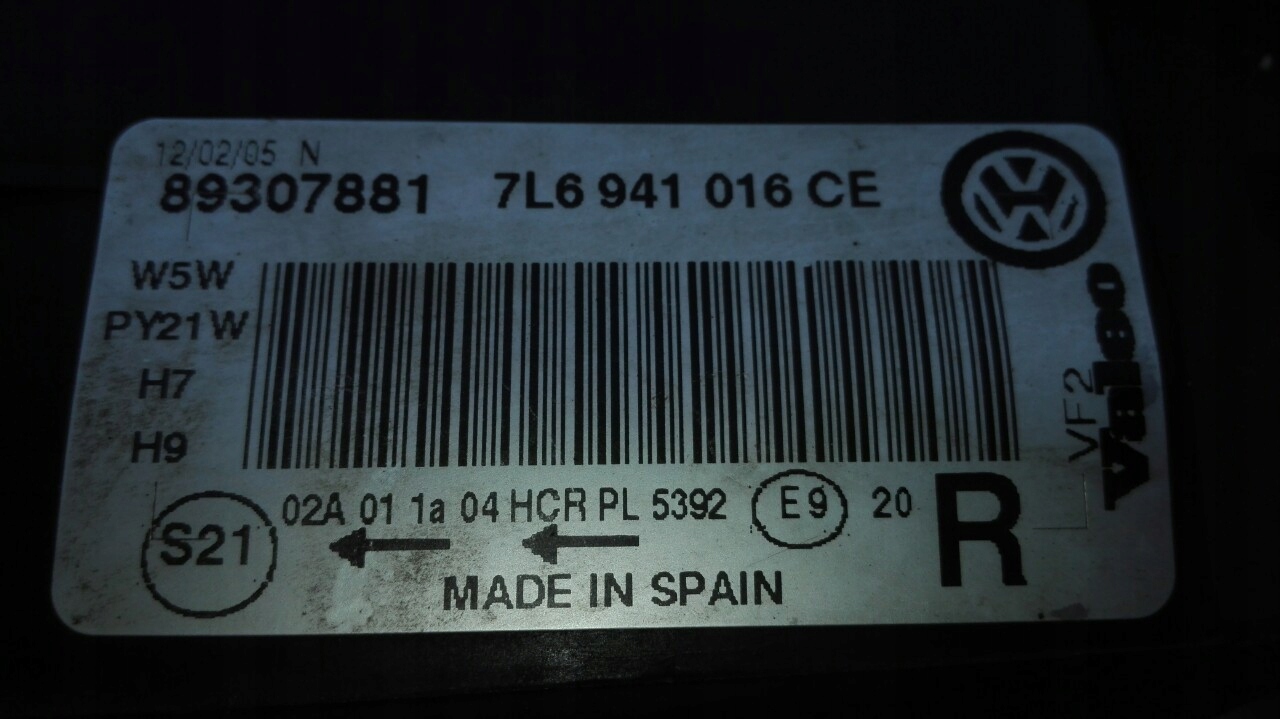 12/02/05 N
89307881 7L6 941 016 CE
W5W
PY21W
H7
H9
Valeo
VF2
02A 01 1a 04 HCR PL 5392 E9 20
R
S21
MADE IN SPAIN